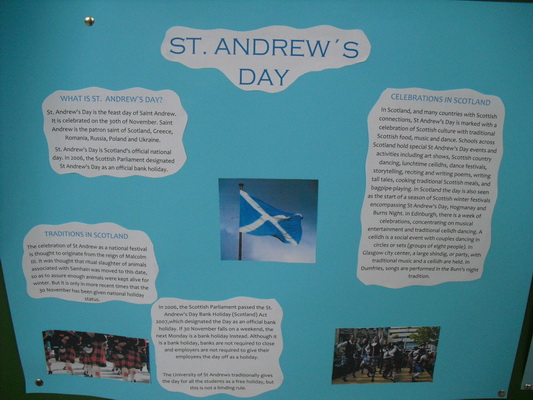 ST. ANDREW´S
DAY
WHAT IS ST. ANDREW´S DAY?
St. Andrew's Day is the feast day of Saint Andrew.
It is celebrated on the 30th of November. Saint
Andrew is the patron saint of Scotland, Greece,
Romania, Russia, Poland and Ukraine.
St. Andrew's Day is Scotland's official national
day. In 2006, the Scottish Parliament designated
St Andrew's Day as an official bank holiday.
TRADITIONS IN SCOTLAND
The celebration of St Andrew as a national festival
is thought to originate from the reign of Malcolm
III. It was thought that ritual slaughter of animals
associated with Samhain was moved to this date,
so as to assure enough animals were kept alive for
winter. But it is only in more recent times that the
30 November has been given national holiday
status.
In 2006, the Scottish Parliament passed the St.
Andrew's Day Bank Holiday (Scotland) Act
2007,which designated the Day as an official bank
holiday. If 30 November falls on a weekend, the
next Monday is a bank holiday instead. Although it
is a bank holiday, banks are not required to close
and employers are not required to give their
employees the day off as a holiday.
The University of St Andrews traditionally gives
the day for all the students as a free holiday, but
this is not a binding rule.
CELEBRATIONS IN SCOTLAND
In Scotland, and many countries with Scottish
connections, St Andrew's Day is marked with a
celebration of Scottish culture with traditional
Scottish food, music and dance. Schools across
Scotland hold special St Andrew's Day events and
activities including art shows, Scottish country
dancing, lunchtime ceilidhs, dance festivals,
storytelling, reciting and writing poems, writing
tall tales, cooking traditional Scottish meals, and
bagpipe-playing. In Scotland the day is also seen
as the start of a season of Scottish winter festivals
encompassing St Andrew's Day, Hogmanay and
Burns Night. In Edinburgh, there is a week of
celebrations, concentrating on musical
entertainment and traditional ceilidh dancing. A
ceilidh is a social event with couples dancing in
circles or sets (groups of eight people). In
Glasgow city center, a large shindig, or party, with
traditional music and a ceilidh are held. In
Dumfries, songs are performed in the Burn's night
tradition.